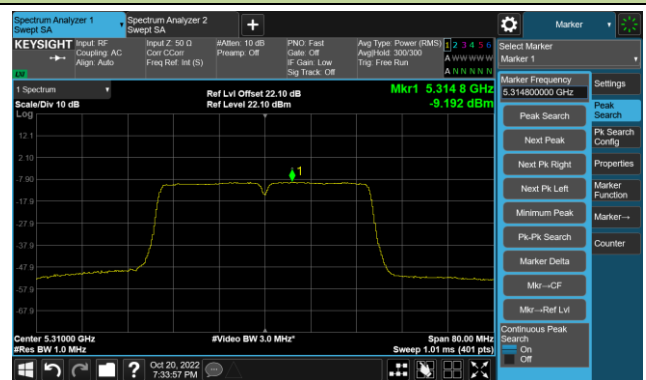 Spectrum Analyzer 1
Swept SA
Spectrum Analyzer 2
Swept SA
+
Marker
KEYSIGHT
Input: RF
Coupling: AC
Align: Auto
Input Z: 50 Ω
Corr CCorr
Freq Ref: Int (S)
#Atten: 10 dB
Preamp: Off
PNO: Fast
Gate: Off
IF Gain: Low
Sig Track: Off
Avg Type: Power (RMS)
Avg|Hold: 300/300
Trig: Free Run
1 2 3 4 5 6
A W W W W W
A N N N N N
Select Marker
Marker 1
1 Spectrum
Scale/Div 10 dB
Log
Ref Lvl Offset 22.10 dB
Ref Level 22.10 dBm
Mkr1 5.314 8 GHz
-9.192 dBm
12.1
2.10
-7.90
-17.9
-27.9
-37.9
-47.9
-57.9
-67.9
1
Center 5.31000 GHz
#Res BW 1.0 MHz
#Video BW 3.0 MHz*
Span 80.00 MHz
Sweep 1.01 ms (401 pts)
Marker Frequency
5.314800000 GHz
Peak Search
Next Peak
Next Pk Right
Next Pk Left
Minimum Peak
Pk-Pk Search
Marker Delta
Mkr→CF
Mkr→Ref Lvl
Continuous Peak
Search
On
Off
Settings
Peak
Search
Pk Search
Config
Properties
Marker
Function
Marker→
Counter
?
Oct 20, 2022
7:33:57 PM